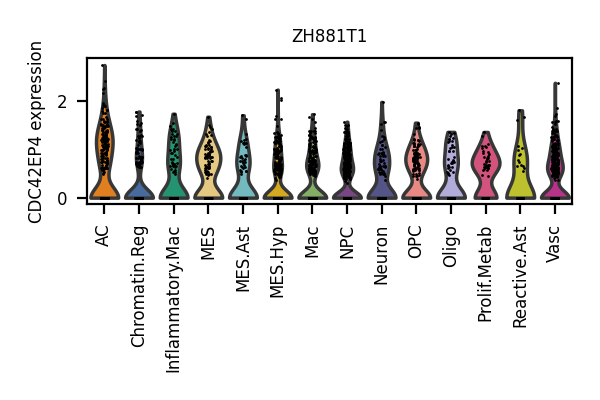 ZH881T1
CDC42EP4 expression
2
0
AC
Chromatin.Reg
Inflammatory.Mac
MES
MES.Ast
MES.Hyp
Mac
NPC
Neuron
OPC
Oligo
Prolif.Metab
Reactive.Ast
Vasc